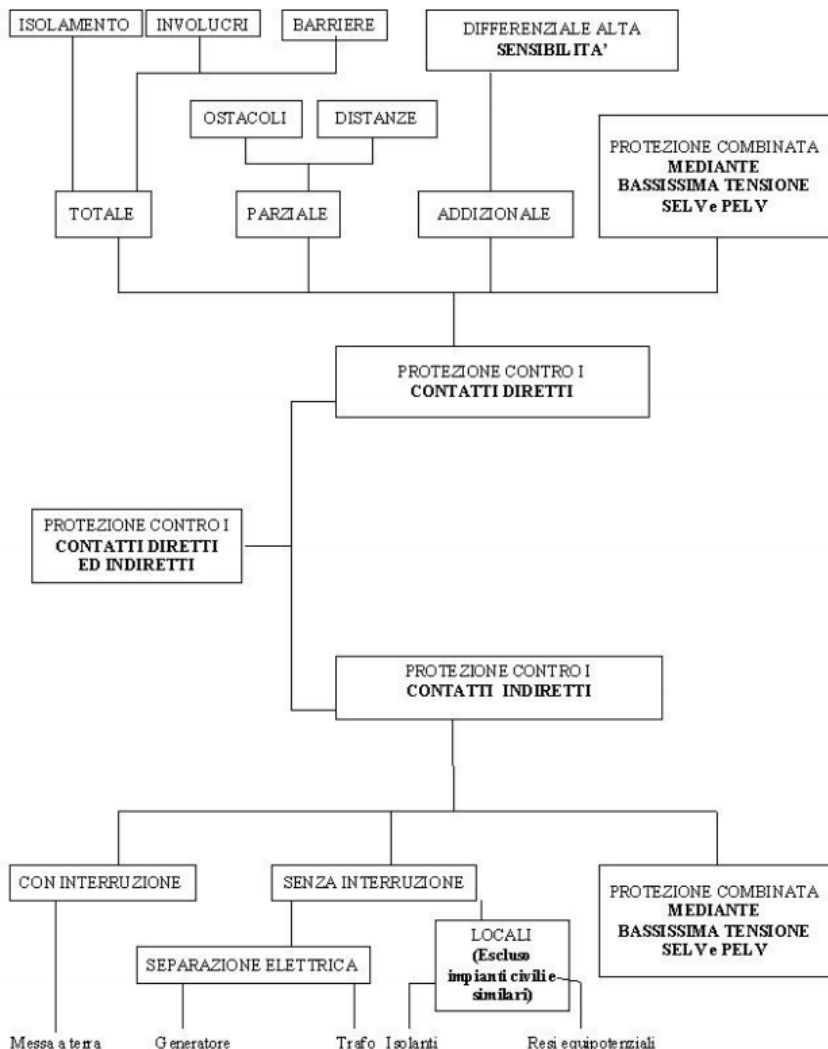 ISOLAMENTO
INVOLUCRI
BARRIERE
DIFFERENZIALE ALTA
SENSIBILITA'
OSTACOLI
DISTANZE
PROTEZIONE COMBINATA
MEDIANTE
BASSISSIMA TENSIONE
SELV e PELV
TOTALE
PARZIALE
ADDIZIONALE
PROTEZIONE CONTRO I
CONTATTI DIRETTI
PROTEZIONE CONTRO I
CONTATTI DIRETTI
ED INDIRETTI
PROTEZIONE CONTRO I
CONTATTI INDIRETTI
CON INTERRUZIONE
SENZA INTERRUZIONE
PROTEZIONE COMBINATA
MEDIANTE
BASSISSIMA TENSIONE
SELV e PELV
LOCALI
(Escluso
impianti civili e
similari)
SEPARAZIONE ELETTRICA
Messa a terra
Generatore
Trafo
Isolanti
Resi equipotenziali